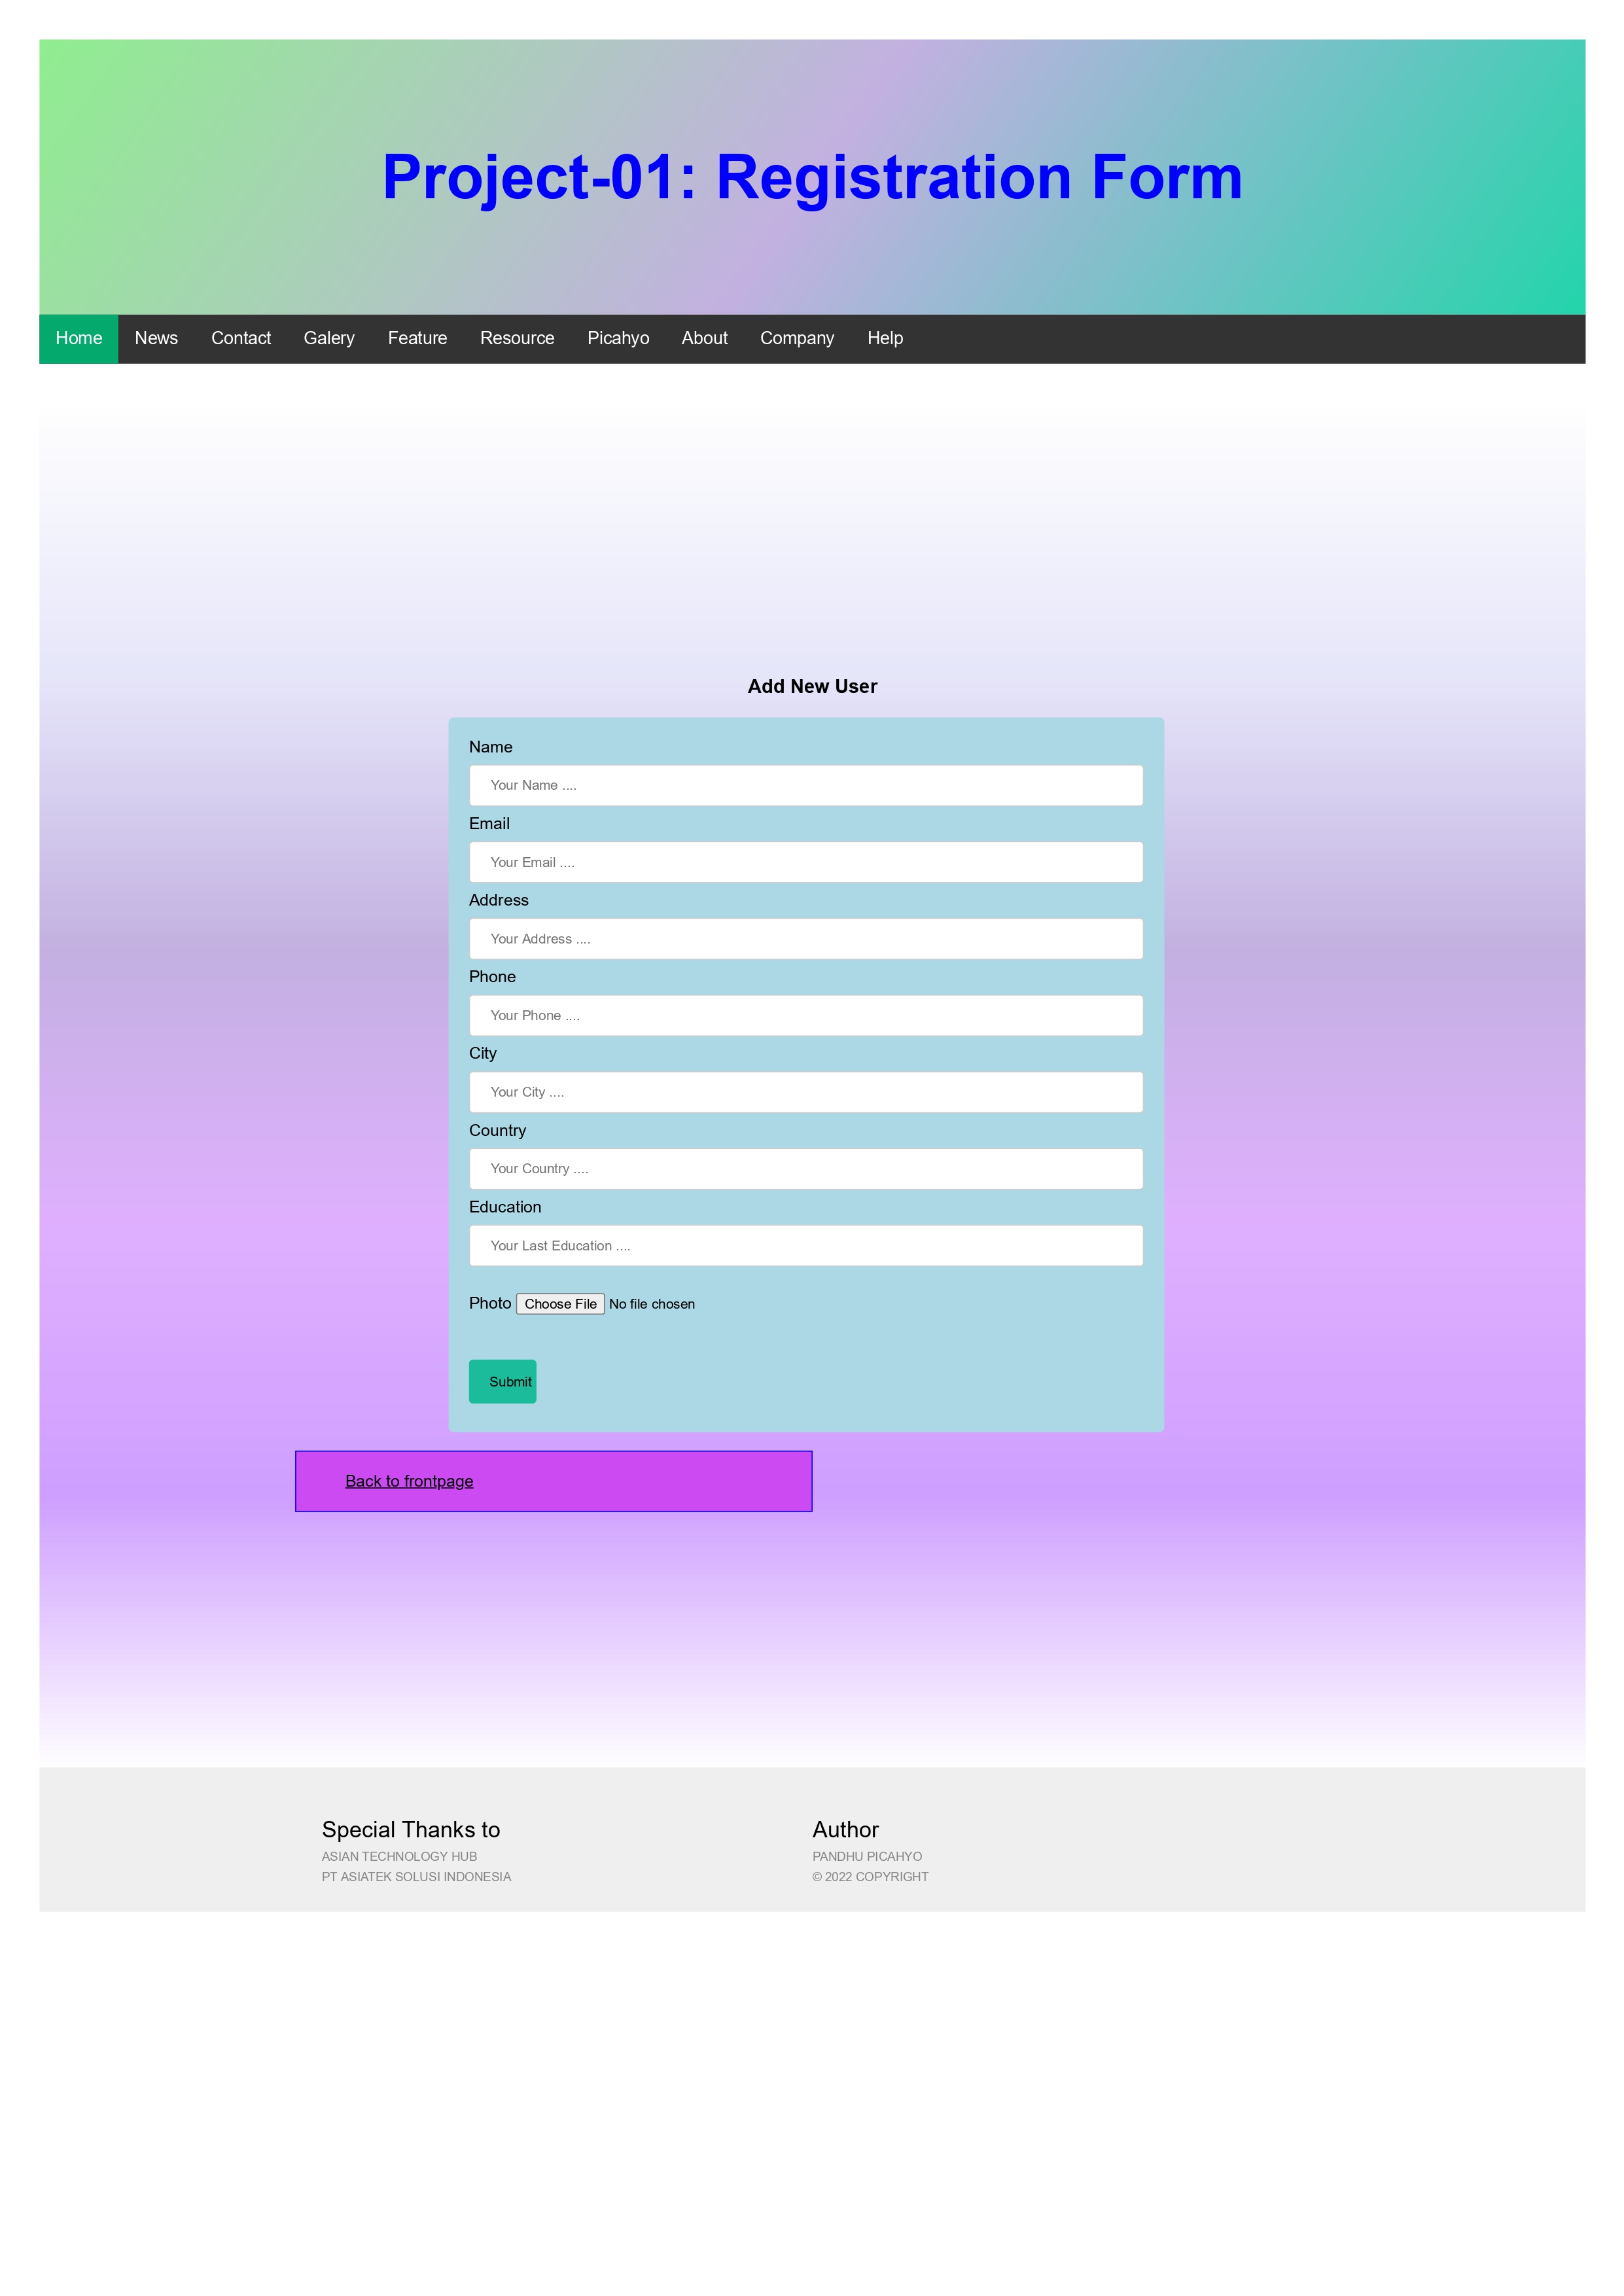 Project-01: Registration Form
Home News Contact Galery Feature Resource Picahyo About Company Help
Add New User
Name
Your Name ....
Email
Your Email ....
Address
Your Address ....
Phone
Your Phone ....
City
Your City ....
Country
Your Country ....
Education
Your Last Education ....
Photo Choose File No file chosen
Submit
Back to frontpage
Special Thanks to
ASIAN TECHNOLOGY HUB
PT ASIATEK SOLUSI INDONESIA
Author
PANDHU PICAHYO
© 2022 COPYRIGHT